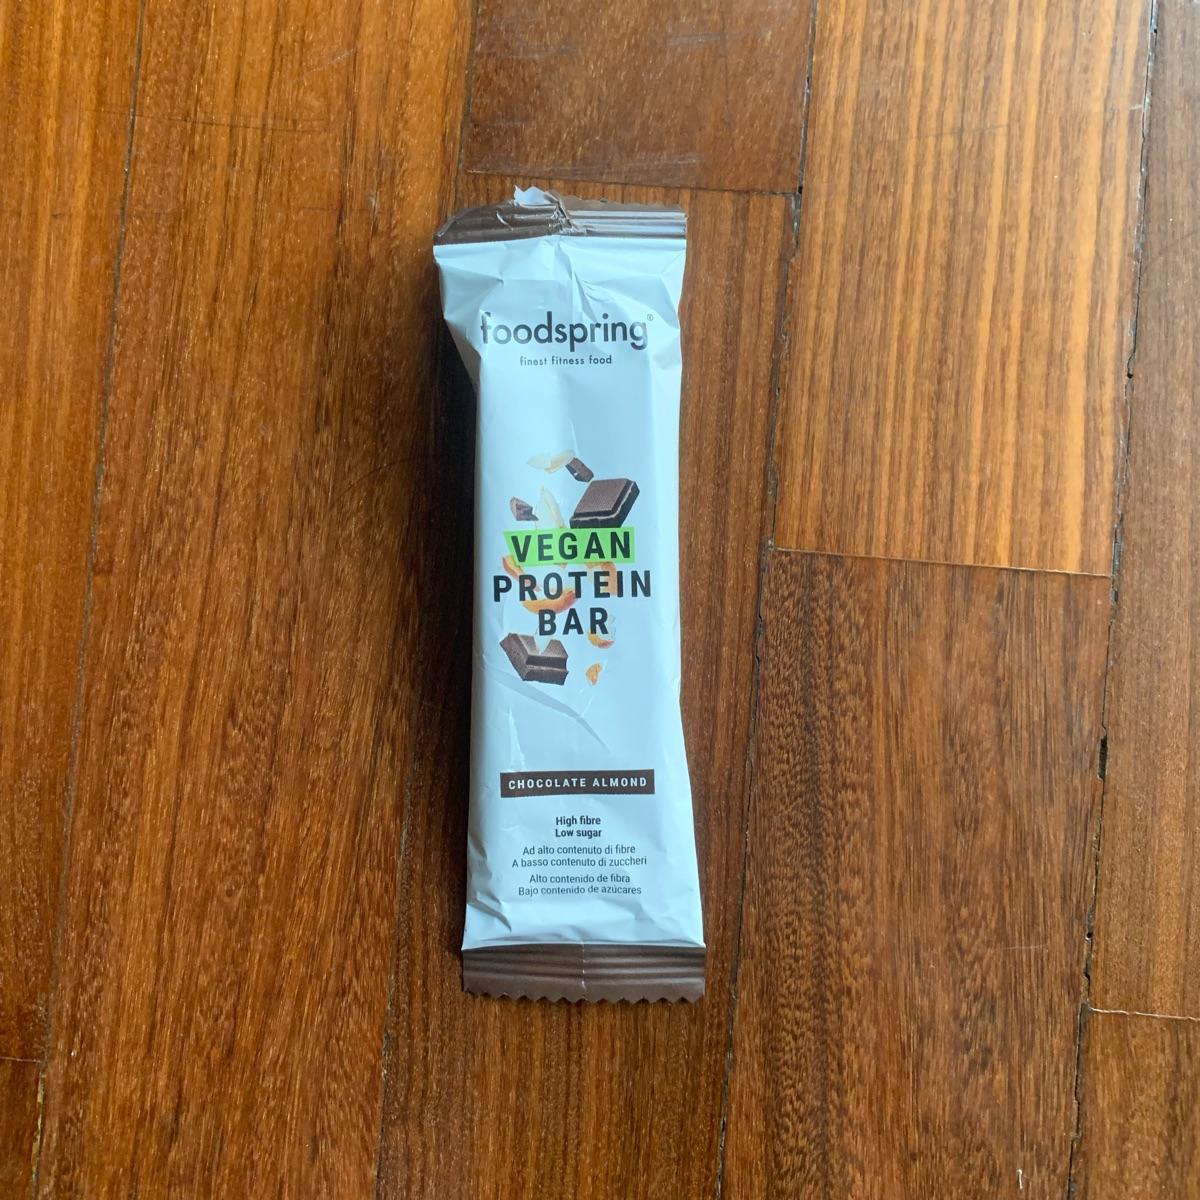 foodspring®
finest fitness food
VEGAN
PROTEIN
BAR
CHOCOLATE ALMOND
High fibre
Low sugar
Ad alto contenuto di fibre
A basso contenuto di zuccheri
Alto contenido de fibra
Bajo contenido de azúcares